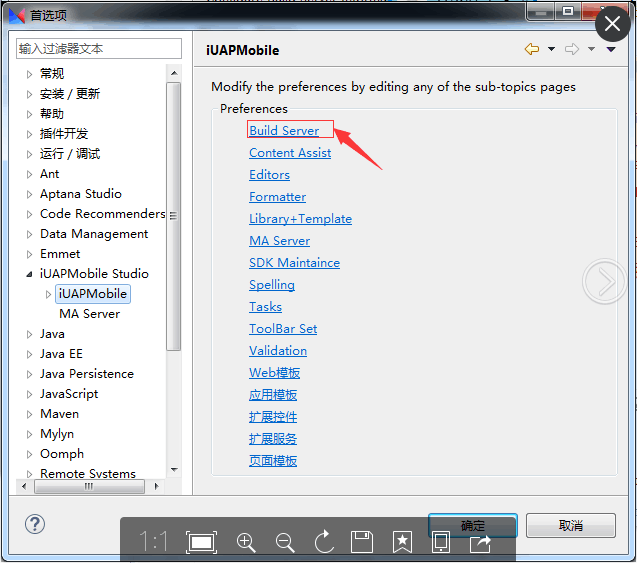 首选项
输入过滤器文本
常规
安装 / 更新
帮助
插件开发
运行 / 调试
Ant
Aptana Studio
Code Recommenders
Data Management
Emmet
iUAPMobile Studio
iUAPMobile
MA Server
Java
Java EE
Java Persistence
JavaScript
Maven
Mylyn
Oomph
Remote Systems
iUAPMobile
Modify the preferences by editing any of the sub-topics pages
Preferences
Build Server
Content Assist
Editors
Formatter
Library+Template
MA Server
SDK Maintaince
Spelling
Tasks
ToolBar Set
Validation
Web模板
应用模板
扩展控件
扩展服务
页面模板
确定
取消
1:1